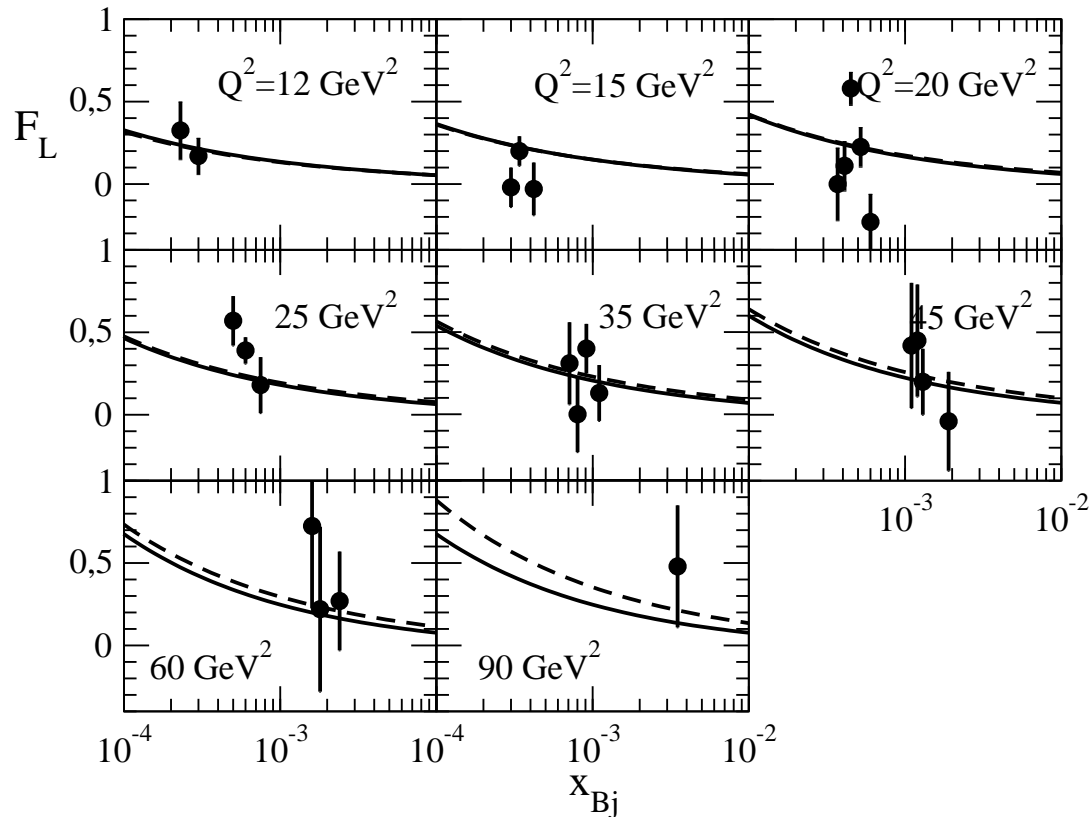 1
Q^2=12 GeV^2
Q^2=15 GeV^2
Q^2=20 GeV^2
0,5
F_L
0
1
25 GeV^2
35 GeV^2
45 GeV^2
0,5
0
1
10^-3
10^-2
0,5
0
60 GeV^2
90 GeV^2
10^-4
10^-3
10^-4
10^-3
10^-2
x_Bj